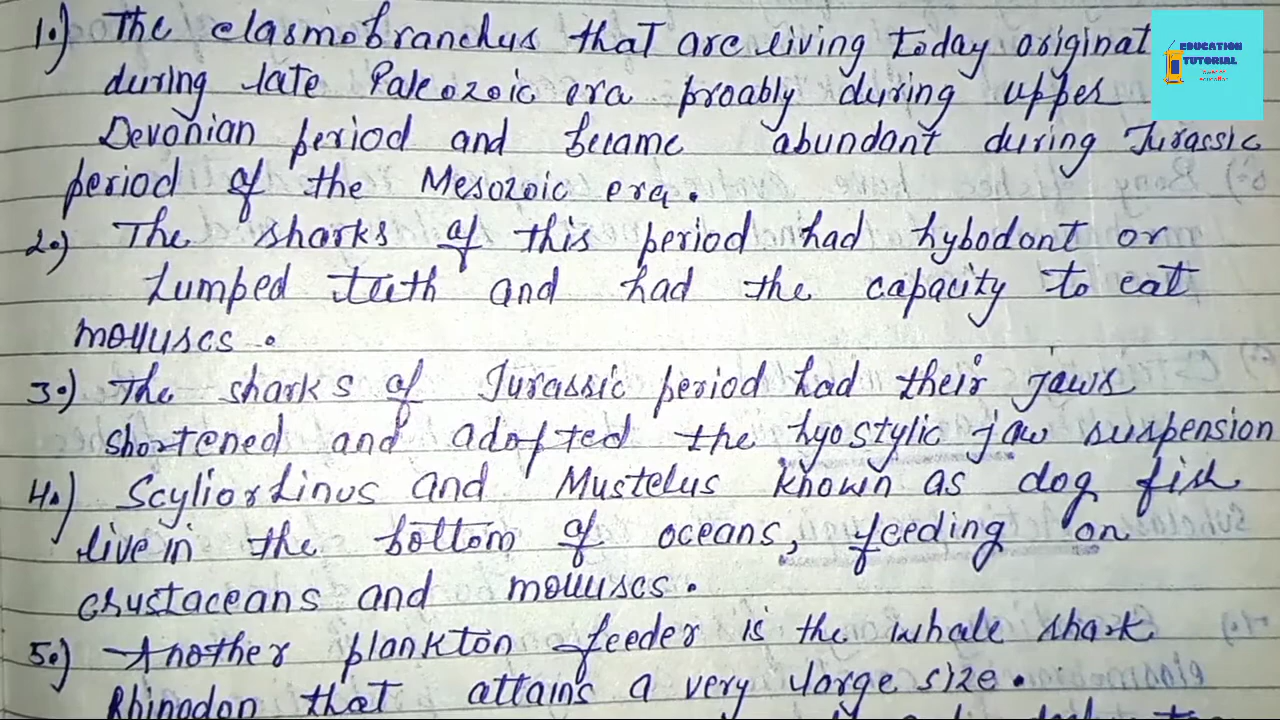 1.) The elasmobranchus that are living today originat
during late Paleozoic era proably during upper
Devonian period and became abundant during Jurassic
period of the Mesozoic era.
2.) The sharks of this period had hybodont or
humped teeth and had the capacity to eat
molluscs.
3.) The sharks of Jurassic period had their jaws
shortened and adopted the hyostylic jaw suspension
4.) Scyliorhinus and Mustelus known as dog fish
live in the bottom of oceans, feeding on
crustaceans and molluscs.
5.) Another plankton feeder is the whale shark
Rhinodon that attains a very large size.
EDUCATION
TUTORIAL